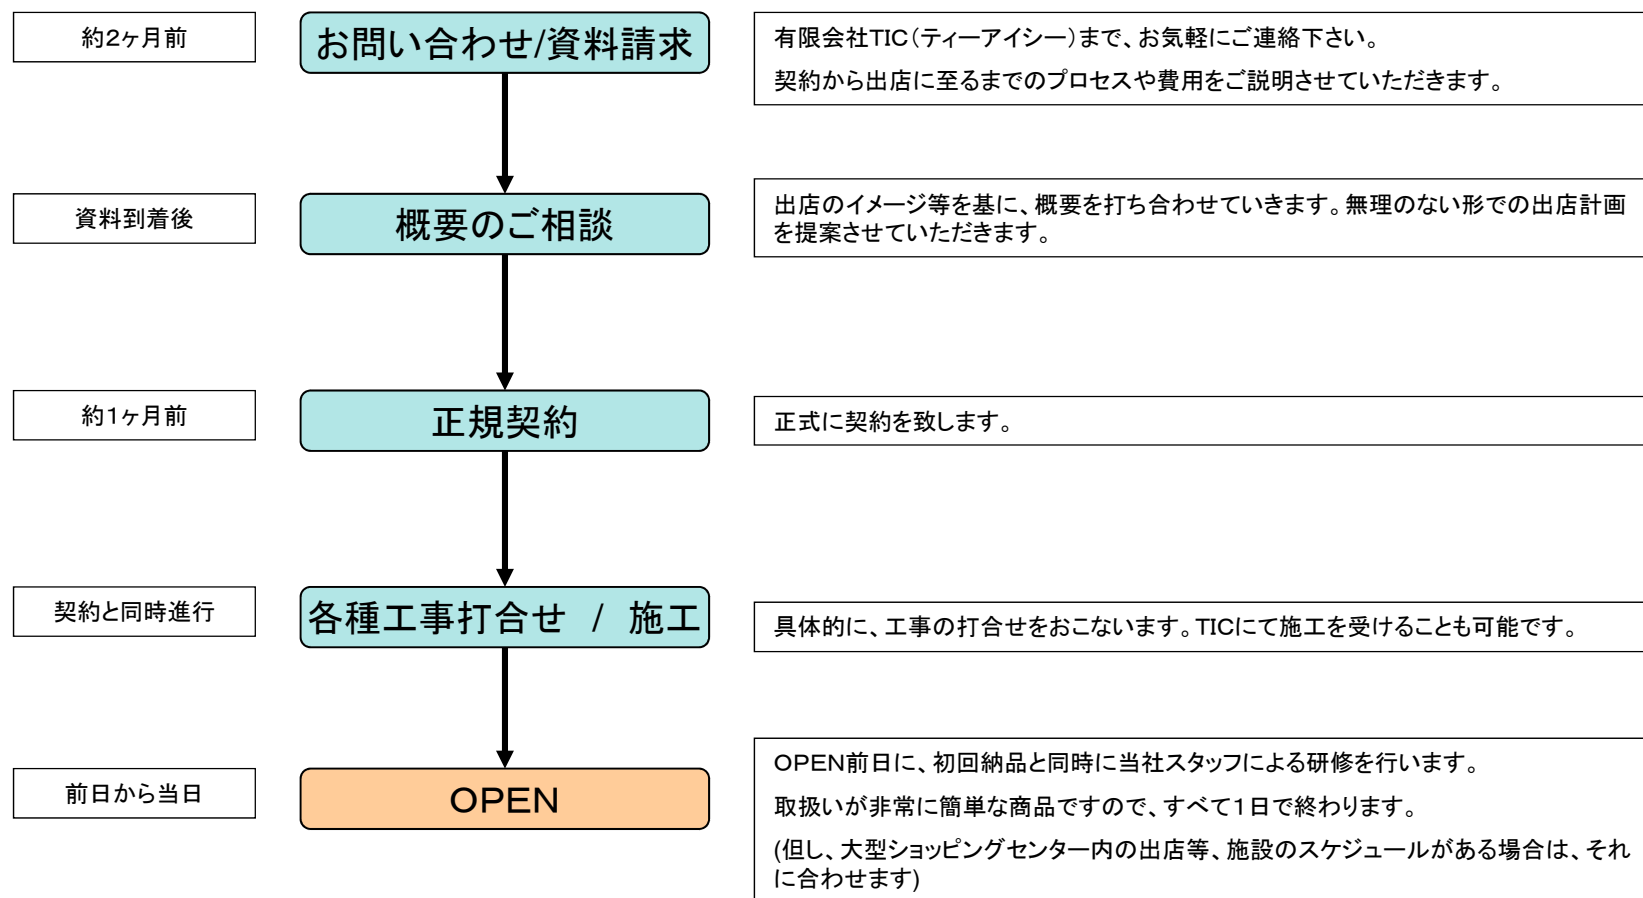 約２ヶ月前
お問い合わせ/資料請求
有限会社TIC（ティーアイシー）まで、お気軽にご連絡下さい。
契約から出店に至るまでのプロセスや費用をご説明させていただきます。
資料到着後
概要のご相談
出店のイメージ等を基に、概要を打ち合わせていきます。無理のない形での出店計画
を提案させていただきます。
約１ヶ月前
正規契約
正式に契約を致します。
契約と同時進行
各種工事打合せ / 施工
具体的に、工事の打合せをおこないます。TICにて施工を受けることも可能です。
前日から当日
ＯＰＥＮ
ＯＰＥＮ前日に、初回納品と同時に当社スタッフによる研修を行います。
取扱いが非常に簡単な商品ですので、すべて１日で終わります。
(但し、大型ショッピングセンター内の出店等、施設のスケジュールがある場合は、それ
に合わせます)